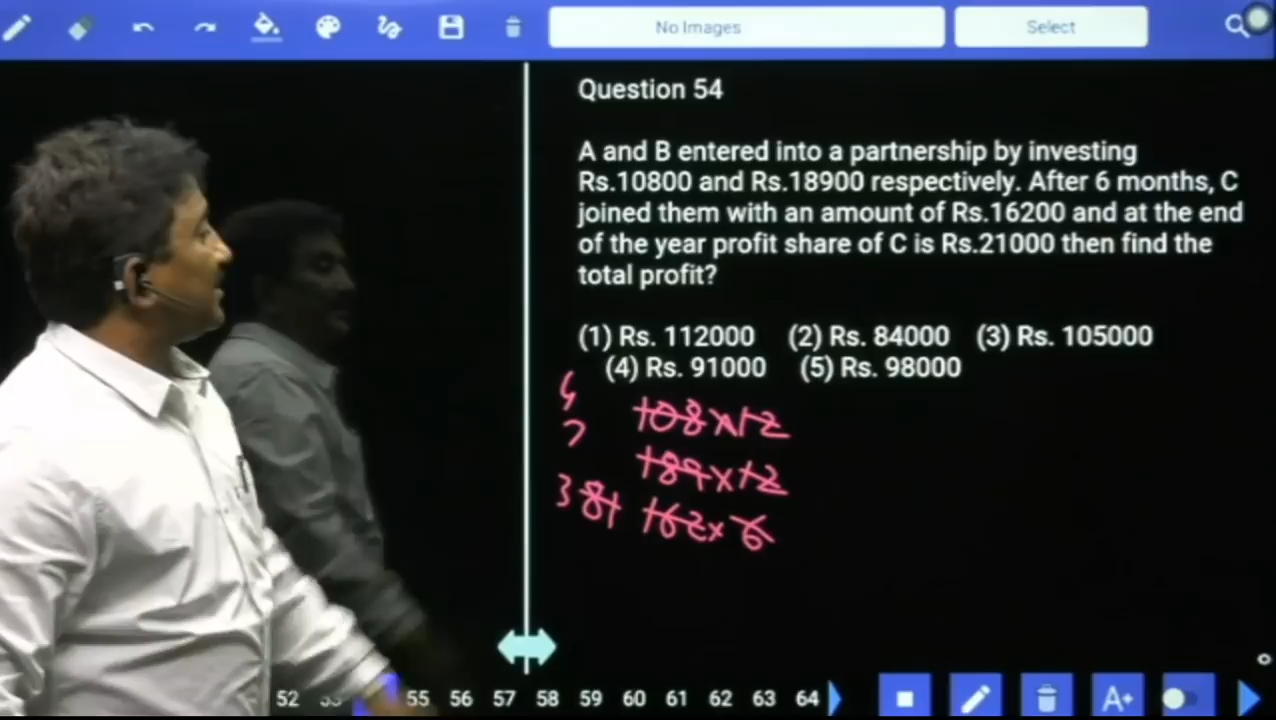 No Images
Select
Question 54
A and B entered into a partnership by investing
Rs.10800 and Rs.18900 respectively. After 6 months, C
joined them with an amount of Rs.16200 and at the end
of the year profit share of C is Rs.21000 then find the
total profit?
(1) Rs. 112000 (2) Rs. 84000 (3) Rs. 105000
(4) Rs. 91000 (5) Rs. 98000
4 108×12
7 189×12
3 81 162×6
52 55 56 57 58 59 60 61 62 63 64
A+